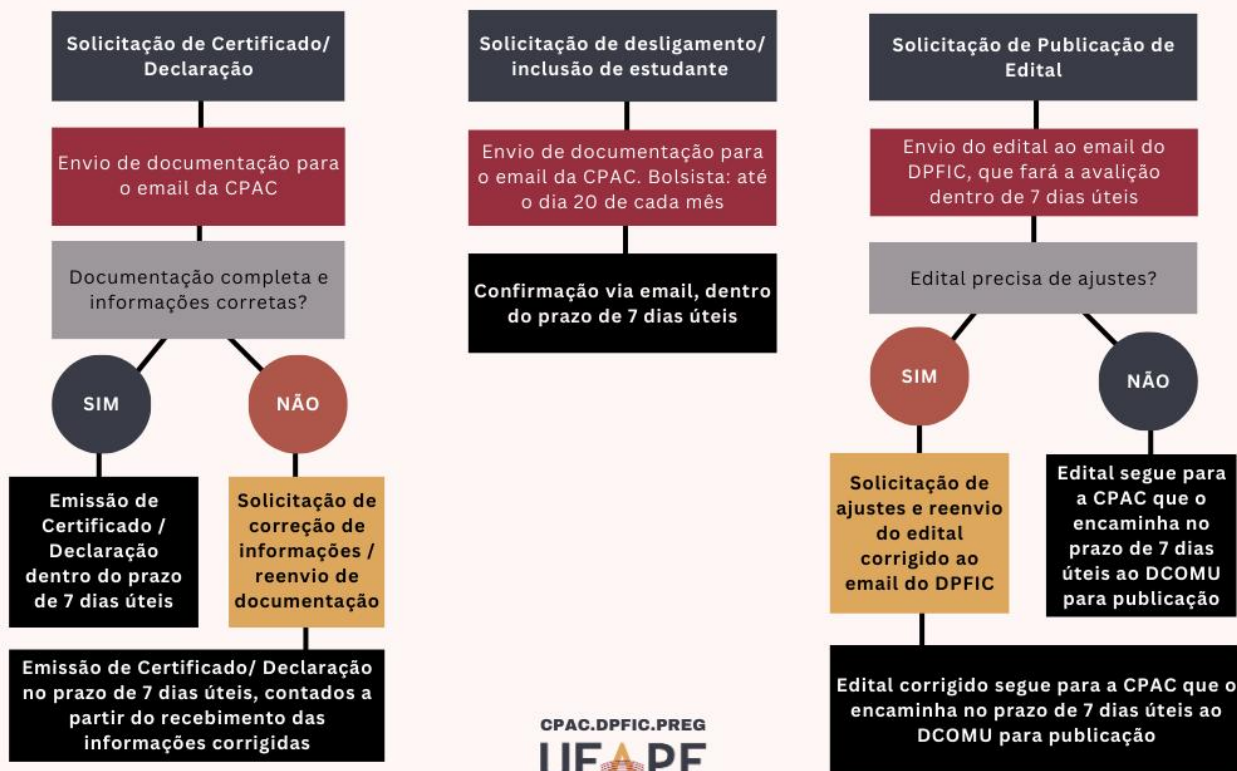 Solicitação de Certificado/
Declaração
Envio de documentação para
o email da CPAC
Documentação completa e
informações corretas?
SIM
NÃO
Emissão de
Certificado /
Declaração
dentro do prazo
de 7 dias úteis
Solicitação de
correção de
informações /
reenvio de
documentação
Emissão de Certificado/ Declaração
no prazo de 7 dias úteis, contados a
partir do recebimento das
informações corrigidas
Solicitação de desligamento/
inclusão de estudante
Envio de documentação para
o email da CPAC. Bolsista: até
o dia 20 de cada mês
Confirmação via email, dentro
do prazo de 7 dias úteis
Solicitação de Publicação de
Edital
Envio do edital ao email do
DPFIC, que fará a avalição
dentro de 7 dias úteis
Edital precisa de ajustes?
SIM
NÃO
Solicitação de
ajustes e reenvio
do edital
corrigido ao
email do DPFIC
Edital segue para
a CPAC que o
encaminha no
prazo de 7 dias
úteis ao DCOMU
para publicação
Edital corrigido segue para a CPAC que o
encaminha no prazo de 7 dias úteis ao
DCOMU para publicação
CPAC.DPFIC.PREG
UFAPE